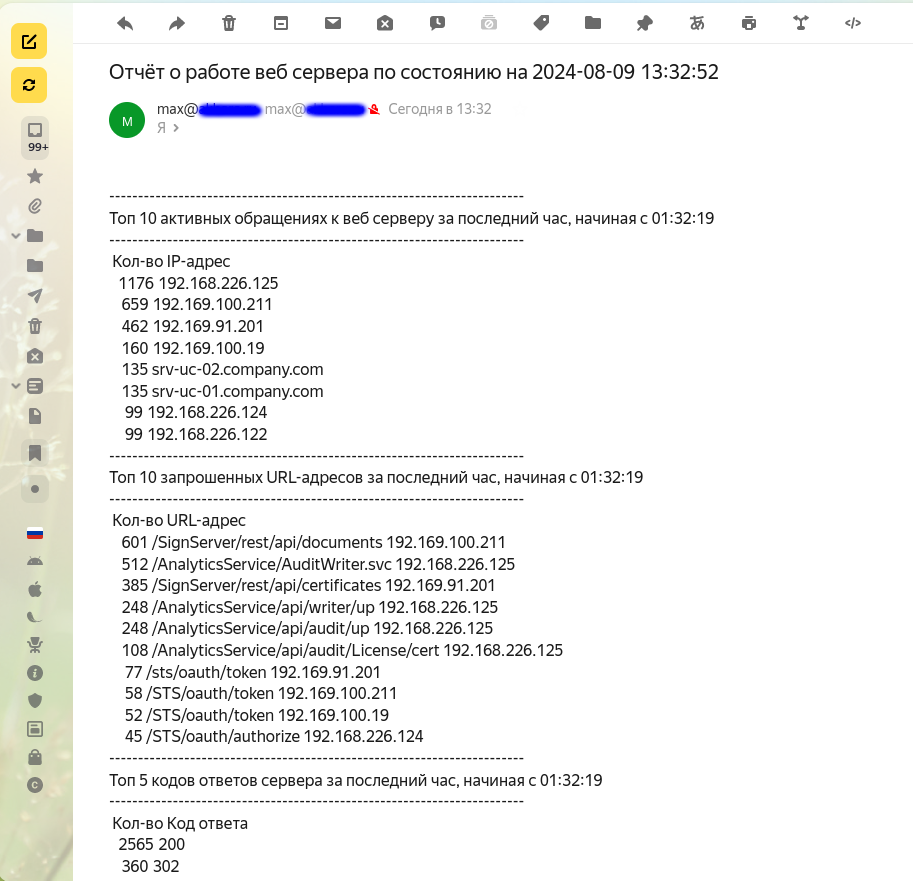 Отчёт о работе веб сервера по состоянию на 2024-08-09 13:32:52
M
max@ max@ Сегодня в 13:32
Я
99+
------------------------------------------------------------------------
Топ 10 активных обращениях к веб серверу за последний час, начиная с 01:32:19
------------------------------------------------------------------------
Кол-во IP-адрес
1176 192.168.226.125
659 192.169.100.211
462 192.169.91.201
160 192.169.100.19
135 srv-uc-02.company.com
135 srv-uc-01.company.com
99 192.168.226.124
99 192.168.226.122
------------------------------------------------------------------------
Топ 10 запрошенных URL-адресов за последний час, начиная с 01:32:19
------------------------------------------------------------------------
Кол-во URL-адрес
601 /SignServer/rest/api/documents 192.169.100.211
512 /AnalyticsService/AuditWriter.svc 192.168.226.125
385 /SignServer/rest/api/certificates 192.169.91.201
248 /AnalyticsService/api/writer/up 192.168.226.125
248 /AnalyticsService/api/audit/up 192.168.226.125
108 /AnalyticsService/api/audit/License/cert 192.168.226.125
77 /sts/oauth/token 192.169.91.201
58 /STS/oauth/token 192.169.100.211
52 /STS/oauth/token 192.169.100.19
45 /STS/oauth/authorize 192.168.226.124
------------------------------------------------------------------------
Топ 5 кодов ответов сервера за последний час, начиная с 01:32:19
------------------------------------------------------------------------
Кол-во Код ответа
2565 200
360 302